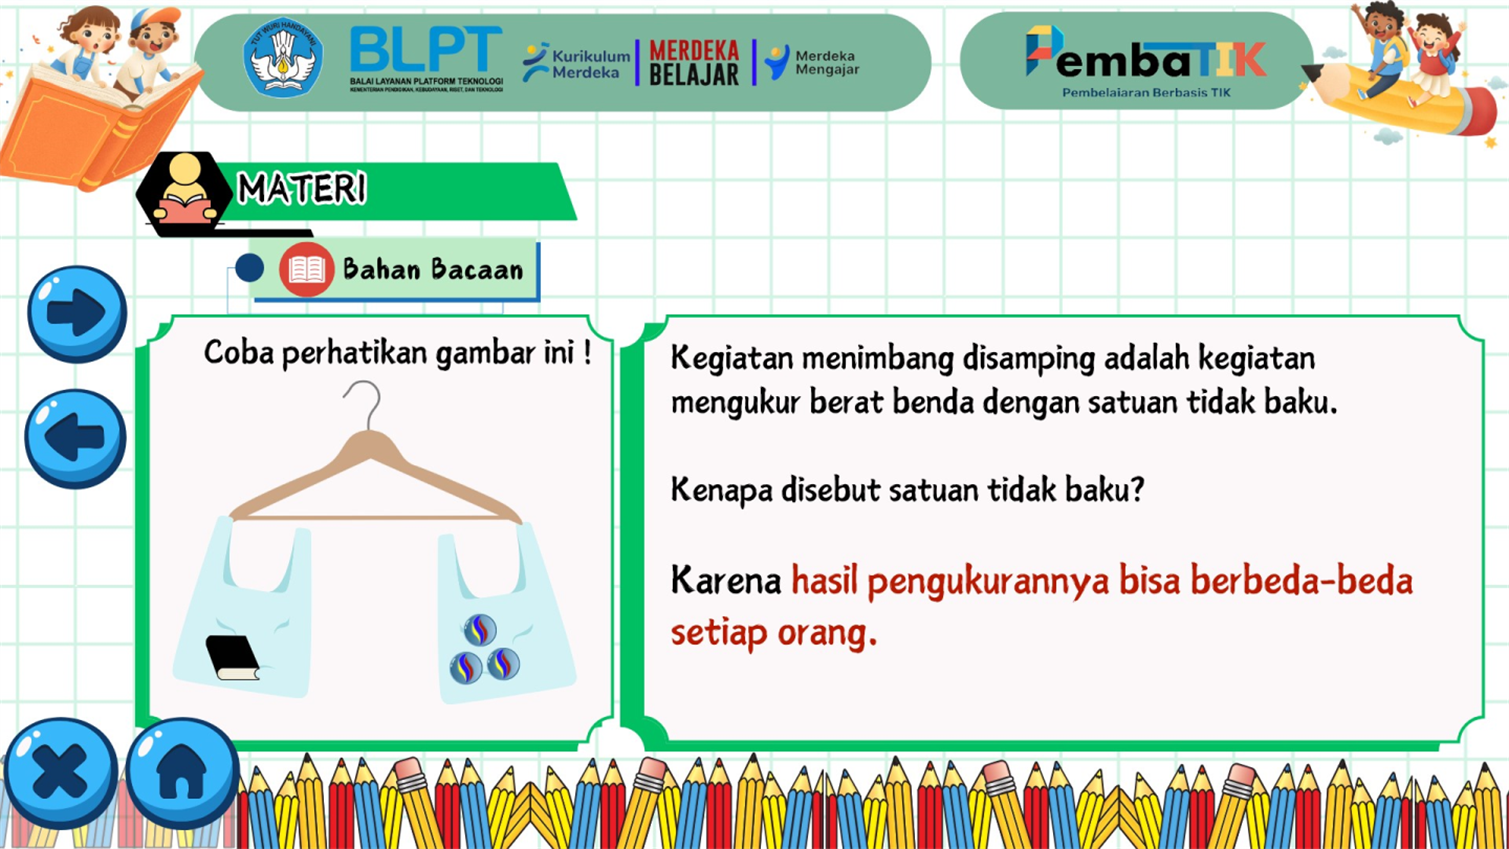 TUT WURI HANDAYANI
BLPT
BALAI LAYANAN PLATFORM TEKNOLOGI
KEMENTERIAN PENDIDIKAN, KEBUDAYAAN, RISET, DAN TEKNOLOGI
Kurikulum
Merdeka
MERDEKA
BELAJAR
Merdeka
Mengajar
PembaTIK
Pembelajaran Berbasis TIK
MATERI
Bahan Bacaan
Coba perhatikan gambar ini !
Kegiatan menimbang disamping adalah kegiatan
mengukur berat benda dengan satuan tidak baku.
Kenapa disebut satuan tidak baku?
Karena hasil pengukurannya bisa berbeda-beda
setiap orang.